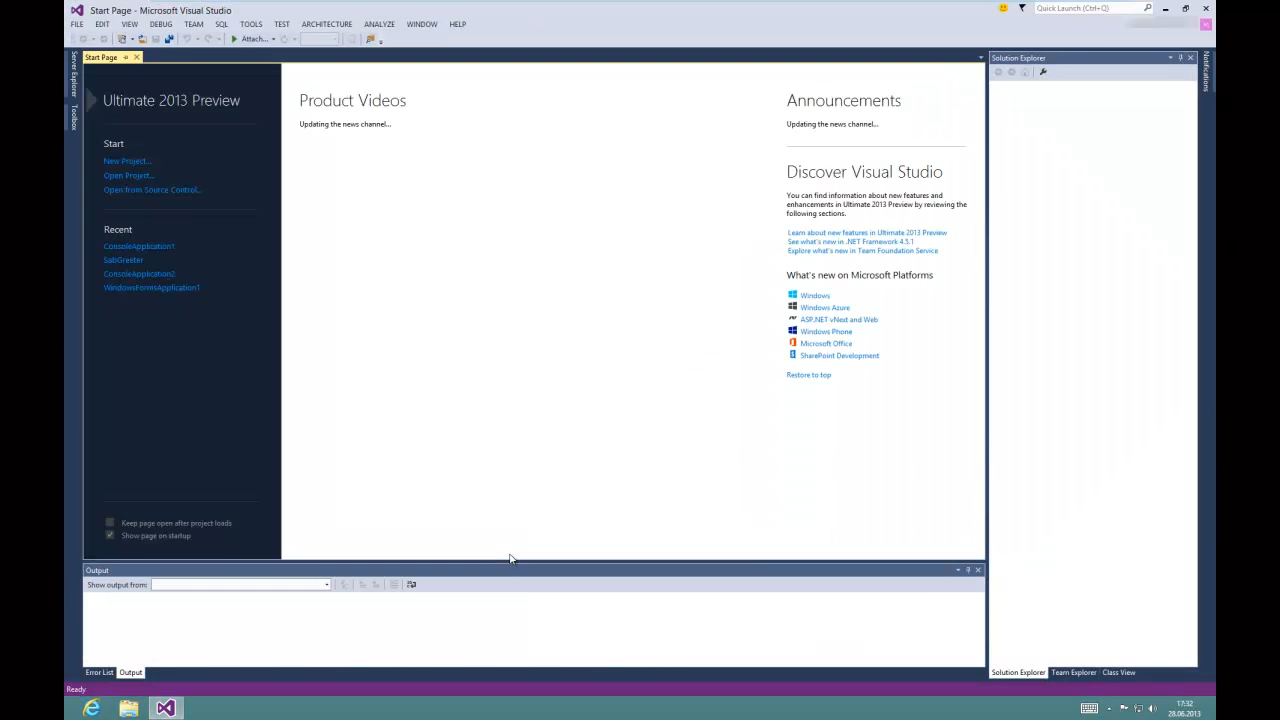 Start Page - Microsoft Visual Studio
Quick Launch (Ctrl+Q)
FILE EDIT VIEW DEBUG TEAM SQL TOOLS TEST ARCHITECTURE ANALYZE WINDOW HELP
Attach...
Server Explorer
Toolbox
Start Page
Ultimate 2013 Preview
Start
New Project...
Open Project...
Open from Source Control...
Recent
ConsoleApplication1
SabGreeter
ConsoleApplication2
WindowsFormsApplication1
Keep page open after project loads
Show page on startup
Product Videos
Updating the news channel...
Announcements
Updating the news channel...
Discover Visual Studio
You can find information about new features and
enhancements in Ultimate 2013 Preview by reviewing the
following sections.
Learn about new features in Ultimate 2013 Preview
See what's new in .NET Framework 4.5.1
Explore what's new in Team Foundation Service
What's new on Microsoft Platforms
Windows
Windows Azure
ASP.NET vNext and Web
Windows Phone
Microsoft Office
SharePoint Development
Restore to top
Solution Explorer
Notifications
Output
Show output from:
Error List Output
Solution Explorer Team Explorer Class View
Ready
17:32
28.06.2013